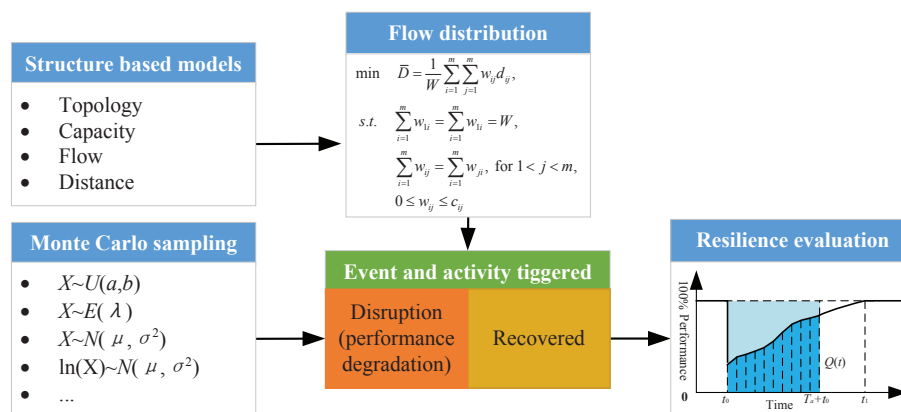 Structure based models
• Topology
• Capacity
• Flow
• Distance
Flow distribution
min D̄ = 1/W ∑_{i=1}^{m} ∑_{j=1}^{m} w_{ij} d_{ij},
s.t. ∑_{i=1}^{m} w_{1i} = ∑_{i=1}^{m} w_{1i} = W,
∑_{i=1}^{m} w_{ij} = ∑_{i=1}^{m} w_{ji}, for 1 < j < m,
0 ≤ w_{ij} ≤ c_{ij}
Monte Carlo sampling
• X~U(a,b)
• X~E( λ )
• X~N( μ , σ²)
• ln(X)~N( μ , σ²)
• ...
Event and activity tiggered
Disruption
(performance
degradation)
Recovered
Resilience evaluation
100% Performance
0
Q(t)
t₀
Time
Tₐ+t₀
t₁